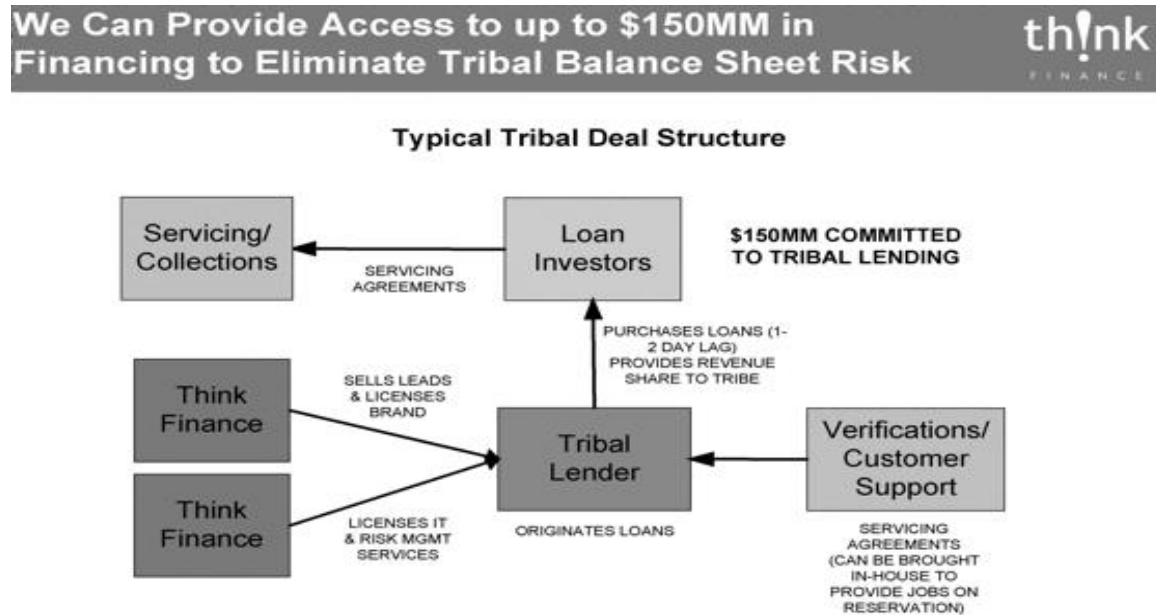 We Can Provide Access to up to $150MM in
Financing to Eliminate Tribal Balance Sheet Risk
th!nk
FINANCE
Typical Tribal Deal Structure
Servicing/
Collections
SERVICING
AGREEMENTS
Loan
Investors
$150MM COMMITTED
TO TRIBAL LENDING
PURCHASES LOANS (1-
2 DAY LAG)
PROVIDES REVENUE
SHARE TO TRIBE
Think
Finance
SELLS LEADS
& LICENSES
BRAND
Think
Finance
LICENSES IT
& RISK MGMT
SERVICES
Tribal
Lender
ORIGINATES LOANS
Verifications/
Customer
Support
SERVICING
AGREEMENTS
(CAN BE BROUGHT
IN-HOUSE TO
PROVIDE JOBS ON
RESERVATION)